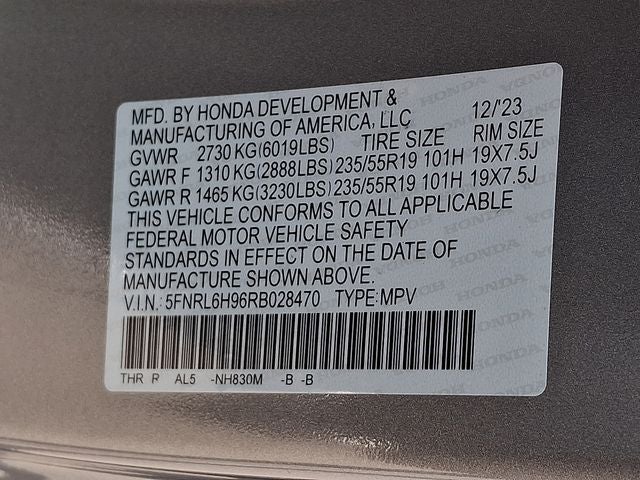 MFD. BY HONDA DEVELOPMENT &
MANUFACTURING OF AMERICA, LLC 12/'23
GVWR 2730 KG(6019LBS) TIRE SIZE RIM SIZE
GAWR F 1310 KG(2888LBS) 235/55R19 101H 19X7.5J
GAWR R 1465 KG(3230LBS) 235/55R19 101H 19X7.5J
THIS VEHICLE CONFORMS TO ALL APPLICABLE
FEDERAL MOTOR VEHICLE SAFETY
STANDARDS IN EFFECT ON THE DATE OF
MANUFACTURE SHOWN ABOVE.
V.I.N.: 5FNRL6H96RB028470 TYPE: MPV
THR R AL5 -NH830M -B -B